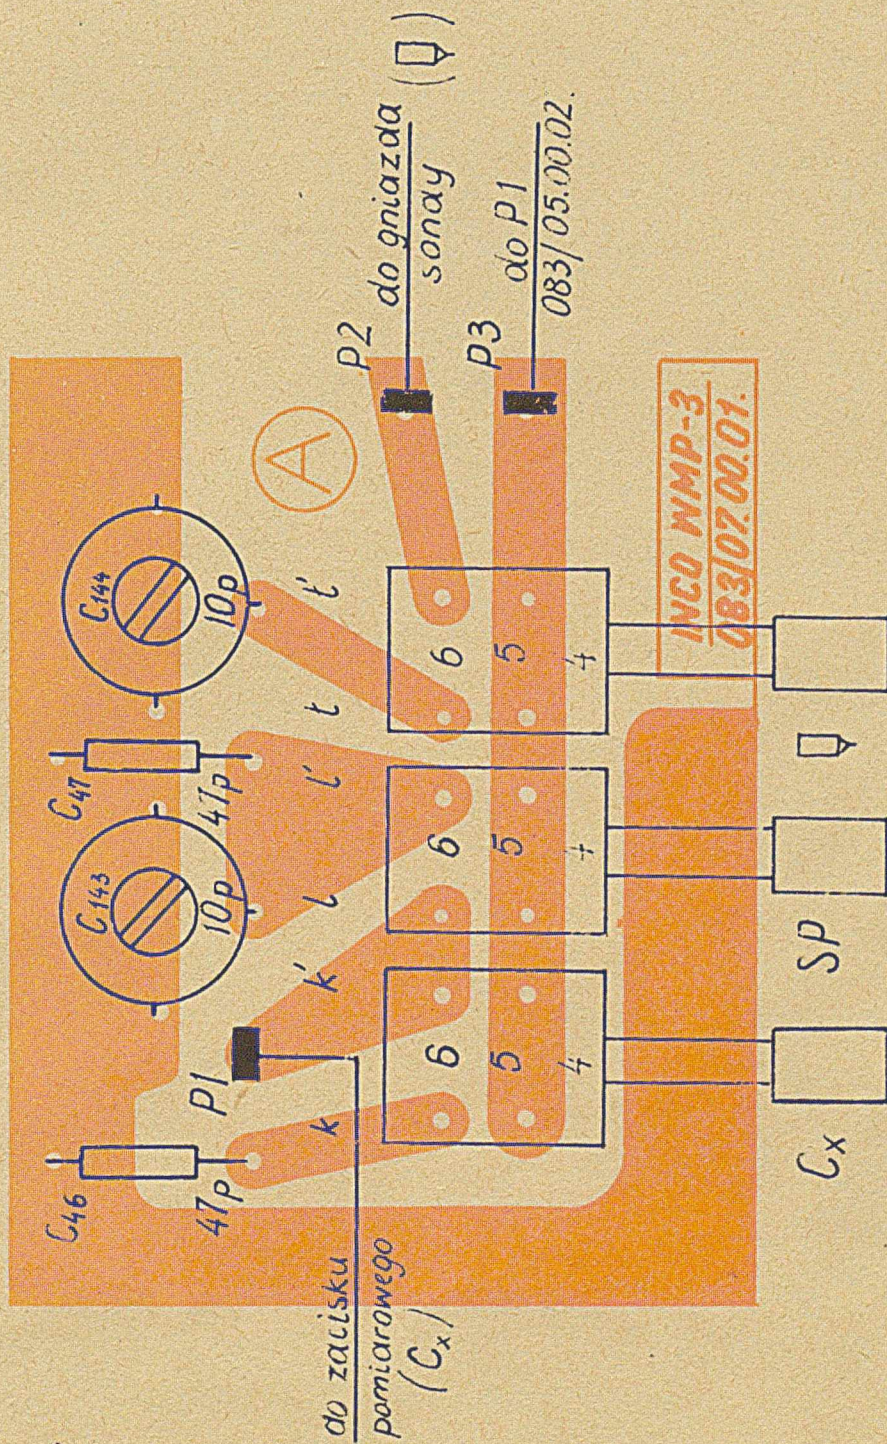 C46
47p
C143
10p
C47
47p
C144
10p
P1
k
k'
l
l'
t
t'
A
do zacisku
pomiarowego
(Cx)
P2
do gniazda
sondy
( )
P3
do P1
083/05.00.02.
6
5
4
6
5
4
6
5
4
INCO WMP-3
083/07.00.01.
Cx
SP